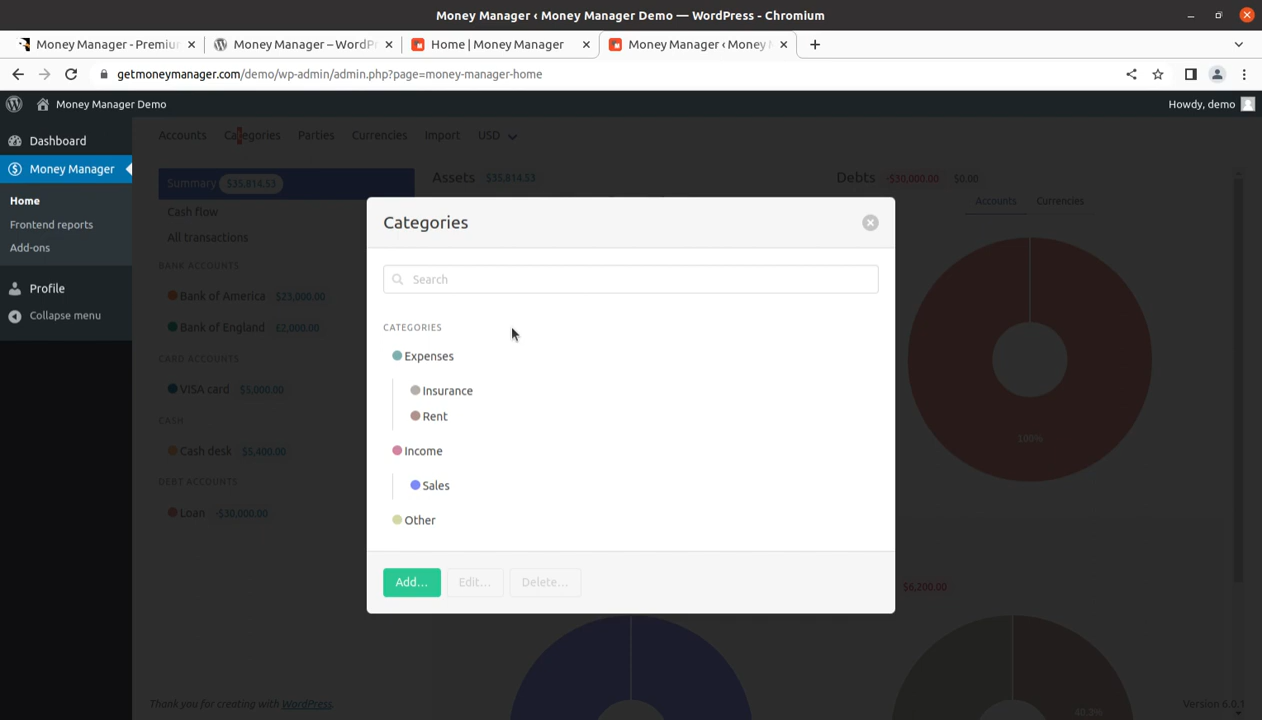 Money Manager ‹ Money Manager Demo — WordPress - Chromium
Money Manager - Premiu
Money Manager – WordP
Home | Money Manager
Money Manager ‹ Money
getmoneymanager.com/demo/wp-admin/admin.php?page=money-manager-home
Money Manager Demo
Howdy, demo
Dashboard
Money Manager
Home
Frontend reports
Add-ons
Profile
Collapse menu
Accounts Categories Parties Currencies Import USD
Summary $35,814.53
Cash flow
All transactions
BANK ACCOUNTS
Bank of America $23,000.00
Bank of England £2,000.00
CARD ACCOUNTS
VISA card $5,000.00
CASH
Cash desk $5,400.00
DEBT ACCOUNTS
Loan -$30,000.00
Assets $35,814.53
Debts -$30,000.00 $0.00
Accounts Currencies
100%
$6,200.00
40.3%
Categories
Search
CATEGORIES
Expenses
Insurance
Rent
Income
Sales
Other
Add...
Edit...
Delete...
Thank you for creating with WordPress.
Version 6.0.1